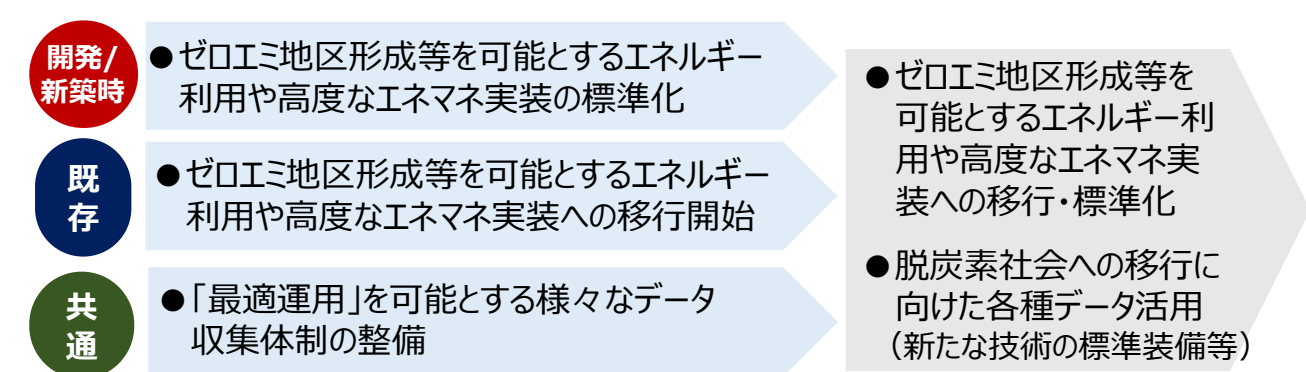 開発/
新築時
●ゼロエミ地区形成等を可能とするエネルギー
利用や高度なエネマネ実装の標準化
既
存
●ゼロエミ地区形成等を可能とするエネルギー
利用や高度なエネマネ実装への移行開始
共
通
●「最適運用」を可能とする様々なデータ
収集体制の整備
●ゼロエミ地区形成等を
可能とするエネルギー利
用や高度なエネマネ実
装への移行・標準化
●脱炭素社会への移行に
向けた各種データ活用
（新たな技術の標準装備等）